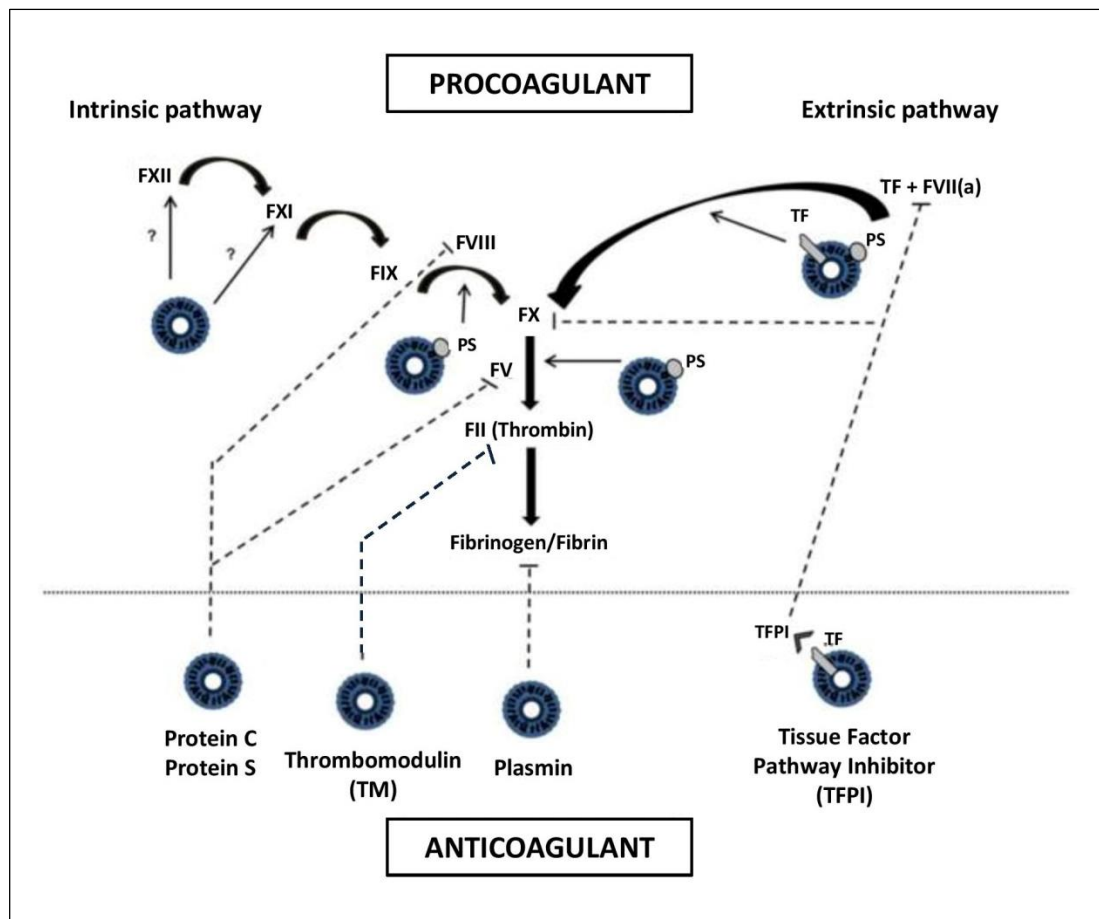 PROCOAGULANT
Intrinsic pathway
Extrinsic pathway
FXII
TF + FVII(a)
FXI
TF
PS
?
?
FVIII
FIX
FX
PS
PS
FV
FII (Thrombin)
Fibrinogen/Fibrin
TFPI
TF
Protein C
Protein S
Thrombomodulin
(TM)
Plasmin
Tissue Factor
Pathway Inhibitor
(TFPI)
ANTICOAGULANT